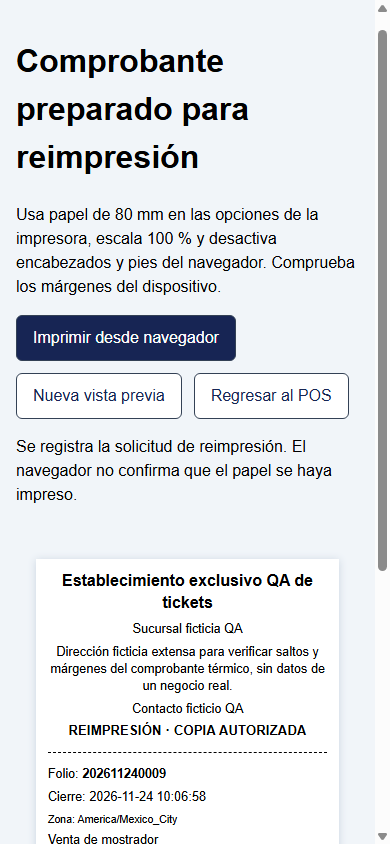 Comprobante
preparado para
reimpresión
Usa papel de 80 mm en las opciones de la
impresora, escala 100 % y desactiva
encabezados y pies del navegador. Comprueba
los márgenes del dispositivo.
Imprimir desde navegador
Nueva vista previa
Regresar al POS
Se registra la solicitud de reimpresión. El
navegador no confirma que el papel se haya
impreso.
Establecimiento exclusivo QA de
tickets
Sucursal ficticia QA
Dirección ficticia extensa para verificar saltos y
márgenes del comprobante térmico, sin datos de
un negocio real.
Contacto ficticio QA
REIMPRESIÓN · COPIA AUTORIZADA
Folio: 202611240009
Cierre: 2026-11-24 10:06:58
Zona: America/Mexico_City
Venta de mostrador